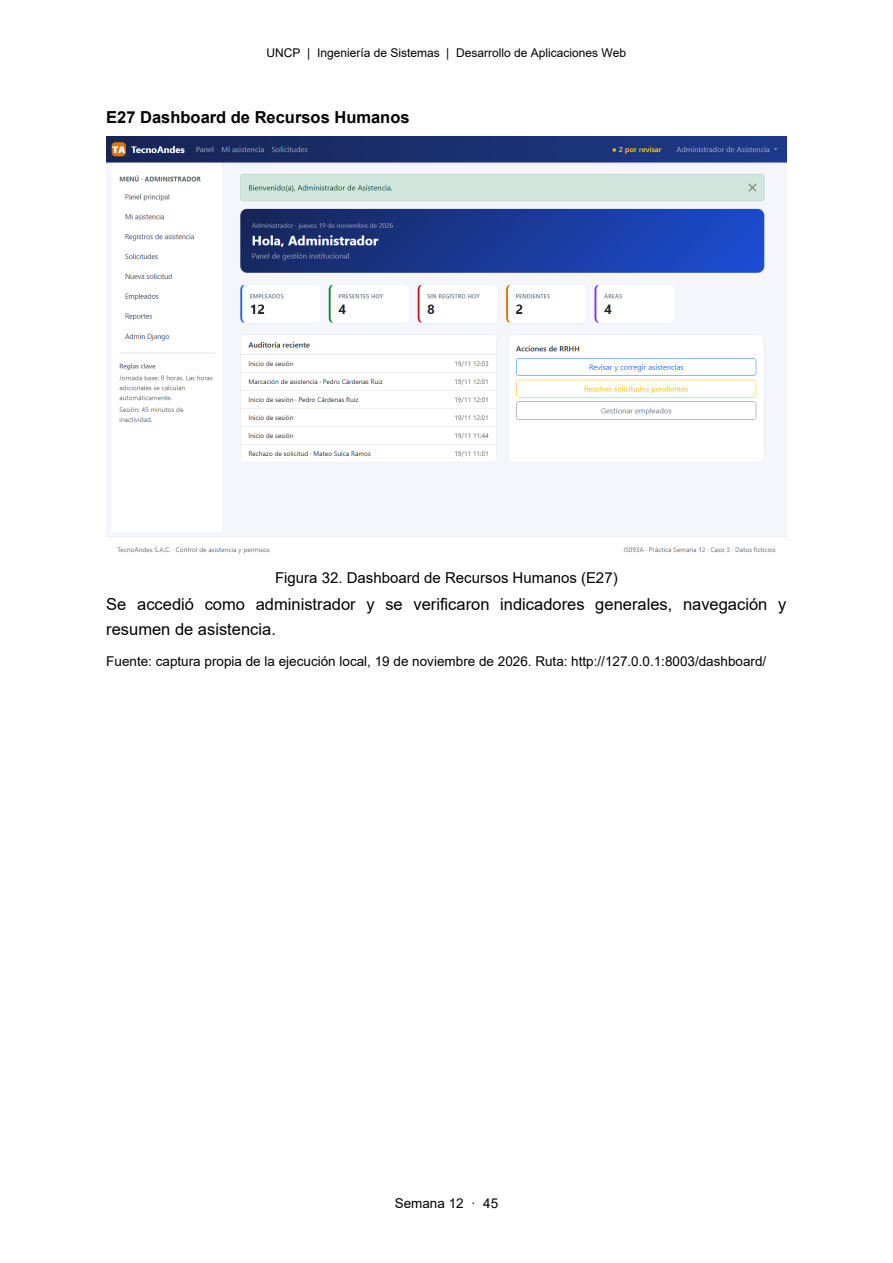 UNCP | Ingeniería de Sistemas | Desarrollo de Aplicaciones Web
E27 Dashboard de Recursos Humanos
TA TecnoAndes Panel Mi asistencia Solicitudes
● 2 por revisar Administrador de Asistencia
MENÚ · ADMINISTRADOR
Panel principal
Mi asistencia
Registros de asistencia
Solicitudes
Nueva solicitud
Empleados
Reportes
Admin Django
Reglas clave
Jornada base: 8 horas. Las horas
adicionales se calculan
automáticamente.
Sesión: 45 minutos de
inactividad.
Bienvenido(a), Administrador de Asistencia.
Administrador · jueves 19 de noviembre de 2026
Hola, Administrador
Panel de gestión institucional
EMPLEADOS
12
PRESENTES HOY
4
SIN REGISTRO HOY
8
PENDIENTES
2
ÁREAS
4
Auditoría reciente
Inicio de sesión 19/11 12:03
Marcación de asistencia · Pedro Cárdenas Ruiz 19/11 12:01
Inicio de sesión · Pedro Cárdenas Ruiz 19/11 12:01
Inicio de sesión 19/11 12:01
Inicio de sesión 19/11 11:44
Rechazo de solicitud · Mateo Sulca Ramos 19/11 11:01
Acciones de RRHH
Revisar y corregir asistencias
Resolver solicitudes pendientes
Gestionar empleados
TecnoAndes S.A.C. · Control de asistencia y permisos
IS093A · Práctica Semana 12 · Caso 3 · Datos ficticios
Figura 32. Dashboard de Recursos Humanos (E27)
Se accedió como administrador y se verificaron indicadores generales, navegación y
resumen de asistencia.
Fuente: captura propia de la ejecución local, 19 de noviembre de 2026. Ruta: http://127.0.0.1:8003/dashboard/
Semana 12 · 45